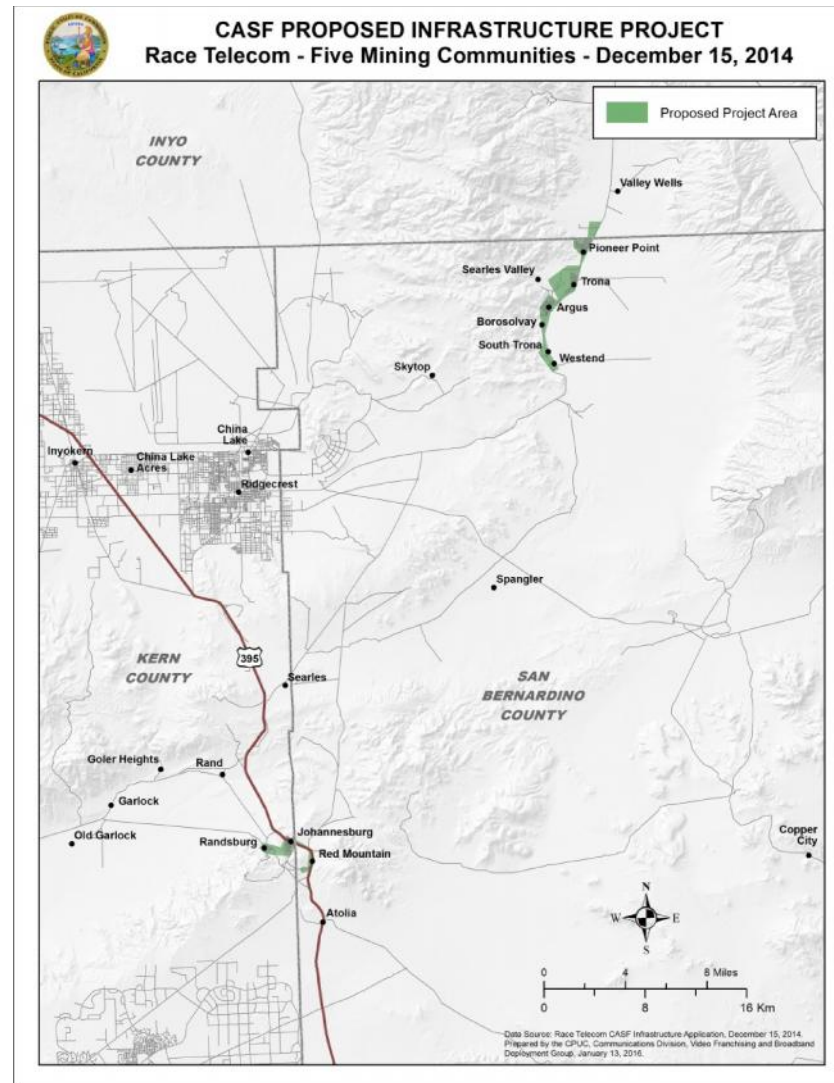 CASF PROPOSED INFRASTRUCTURE PROJECT
Race Telecom - Five Mining Communities - December 15, 2014
Proposed Project Area
INYO
COUNTY
Valley Wells
Pioneer Point
Searles Valley
Trona
Argus
Borosolvay
South Trona
Westend
Skytop
China
Lake
Inyokern
China Lake
Acres
Ridgecrest
Spangler
KERN
COUNTY
395
SAN
BERNARDINO
COUNTY
Searles
Goler Heights
Rand
Garlock
Old Garlock
Randsburg
Johannesburg
Red Mountain
Copper
City
Atolia
N
W
E
S
0
4
8 Miles
0
8
16 Km
Data Source: Race Telecom CASF Infrastructure Application, December 15, 2014.
Prepared by the CPUC, Communications Division, Video Franchising and Broadband
Deployment Group, January 13, 2016.